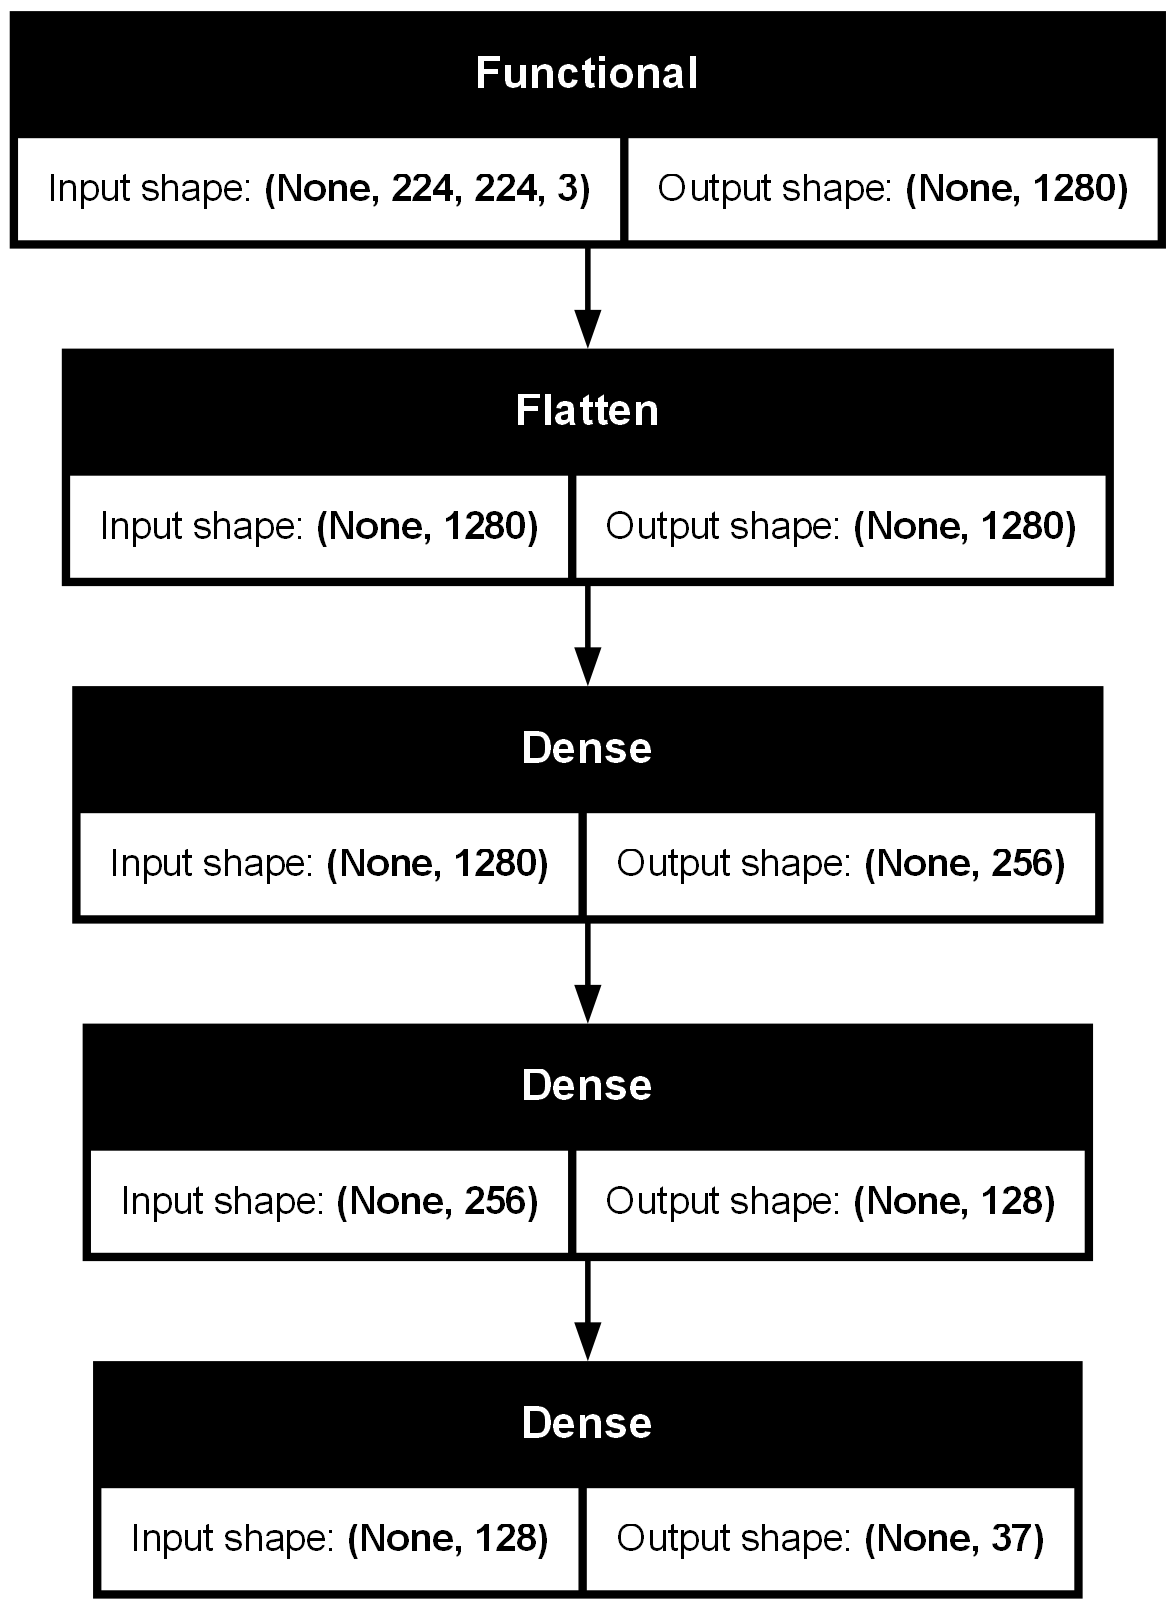 Functional
Input shape: (None, 224, 224, 3) Output shape: (None, 1280)
Flatten
Input shape: (None, 1280) Output shape: (None, 1280)
Dense
Input shape: (None, 1280) Output shape: (None, 256)
Dense
Input shape: (None, 256) Output shape: (None, 128)
Dense
Input shape: (None, 128) Output shape: (None, 37)